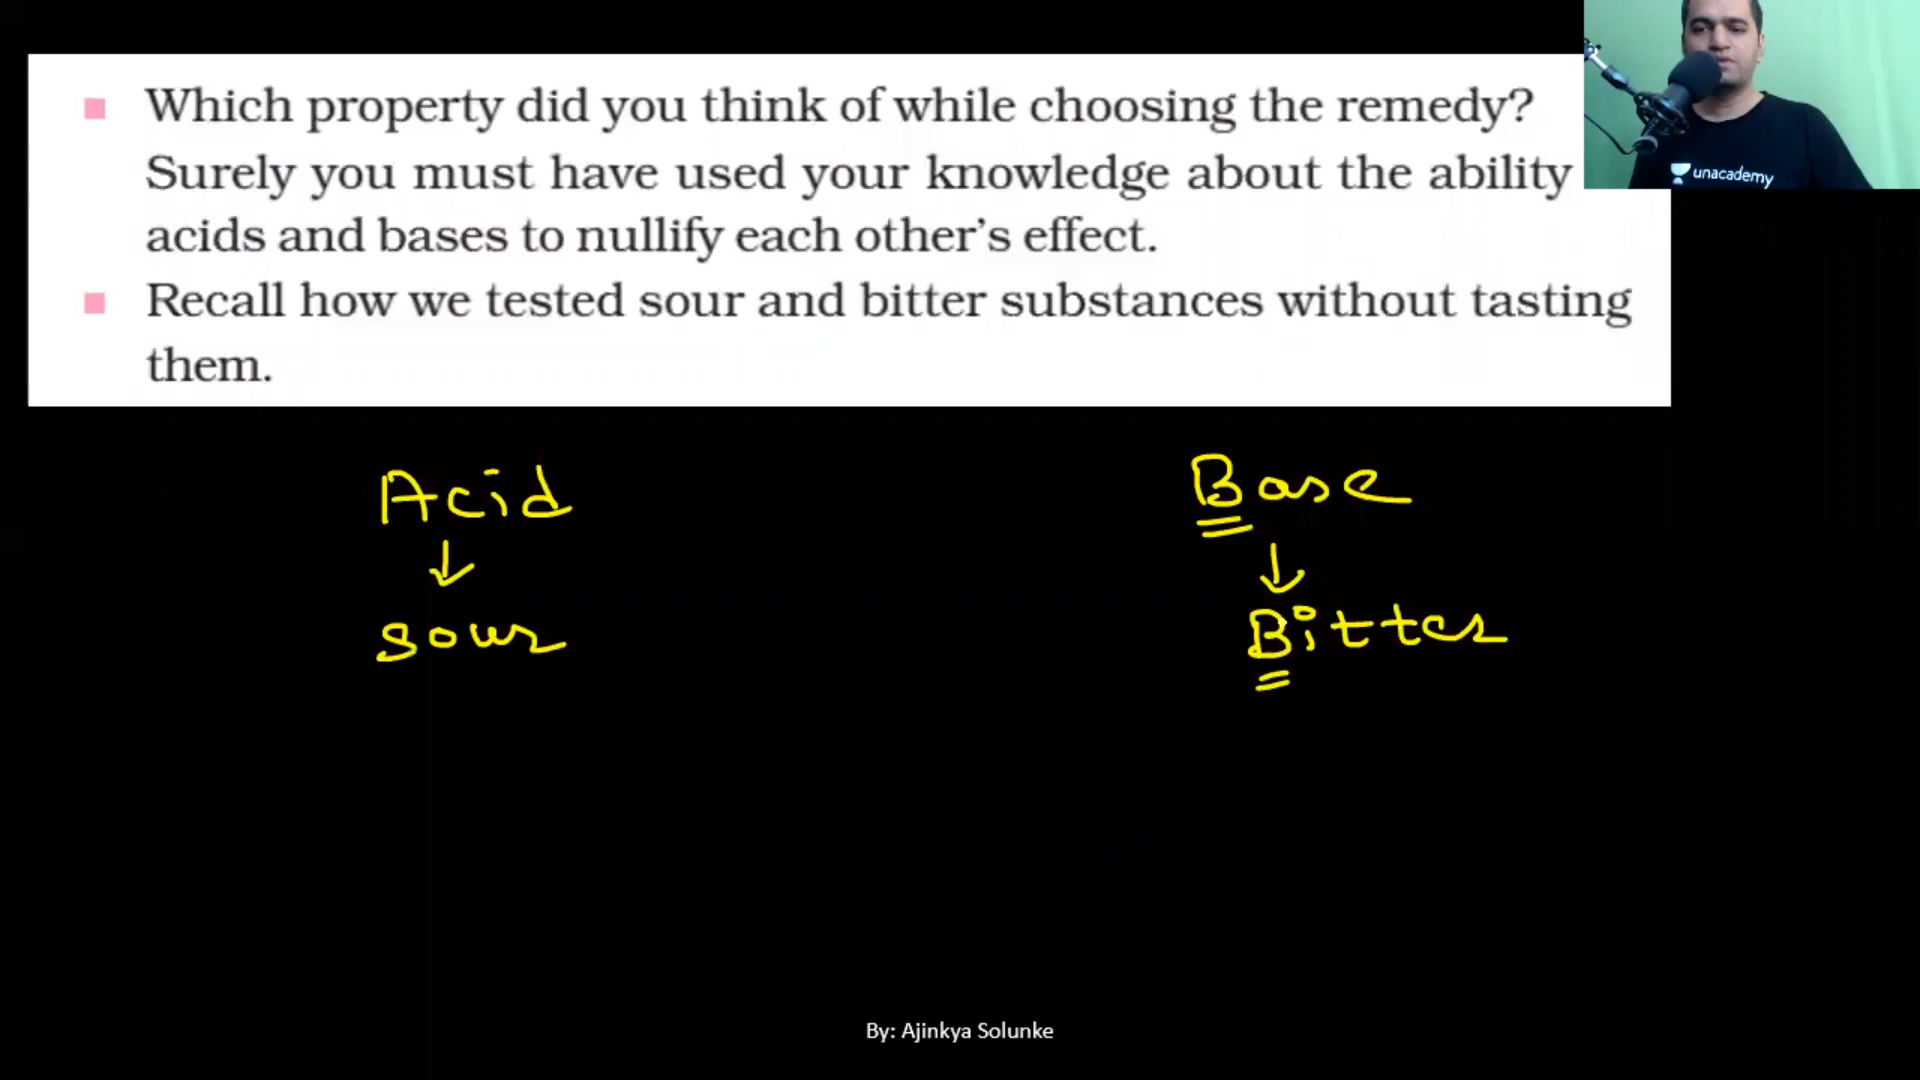 Which property did you think of while choosing the remedy?
Surely you must have used your knowledge about the ability
acids and bases to nullify each other's effect.
Recall how we tested sour and bitter substances without tasting
them.
unacademy
Acid
Base
↓
↓
sour
Bitter
By: Ajinkya Solunke